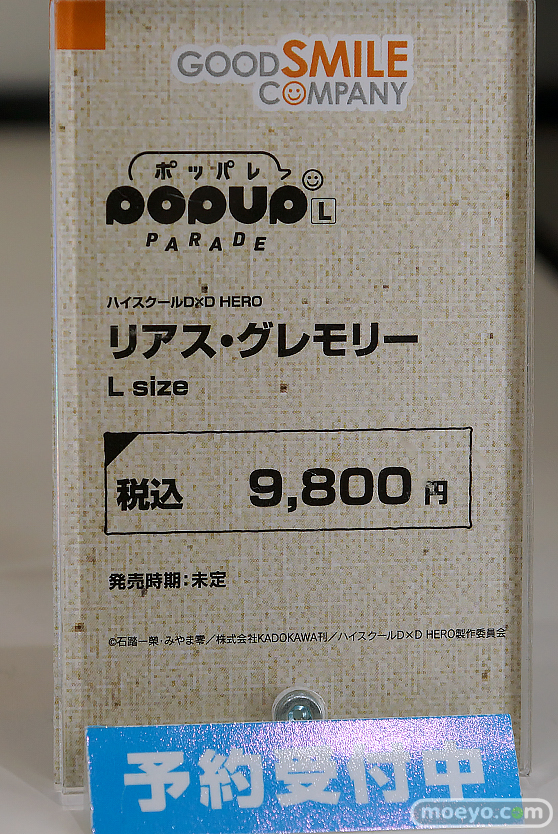 GOOD SMILE
COMPANY
ポッパレ
POP UP L
PARADE
ハイスクールD×D HERO
リアス・グレモリー
L size
税込 9,800 円
発売時期:未定
©石踏一榮・みやま零／株式会社KADOKAWA刊／ハイスクールD×D HERO製作委員会
予約受付中
moeyo.com